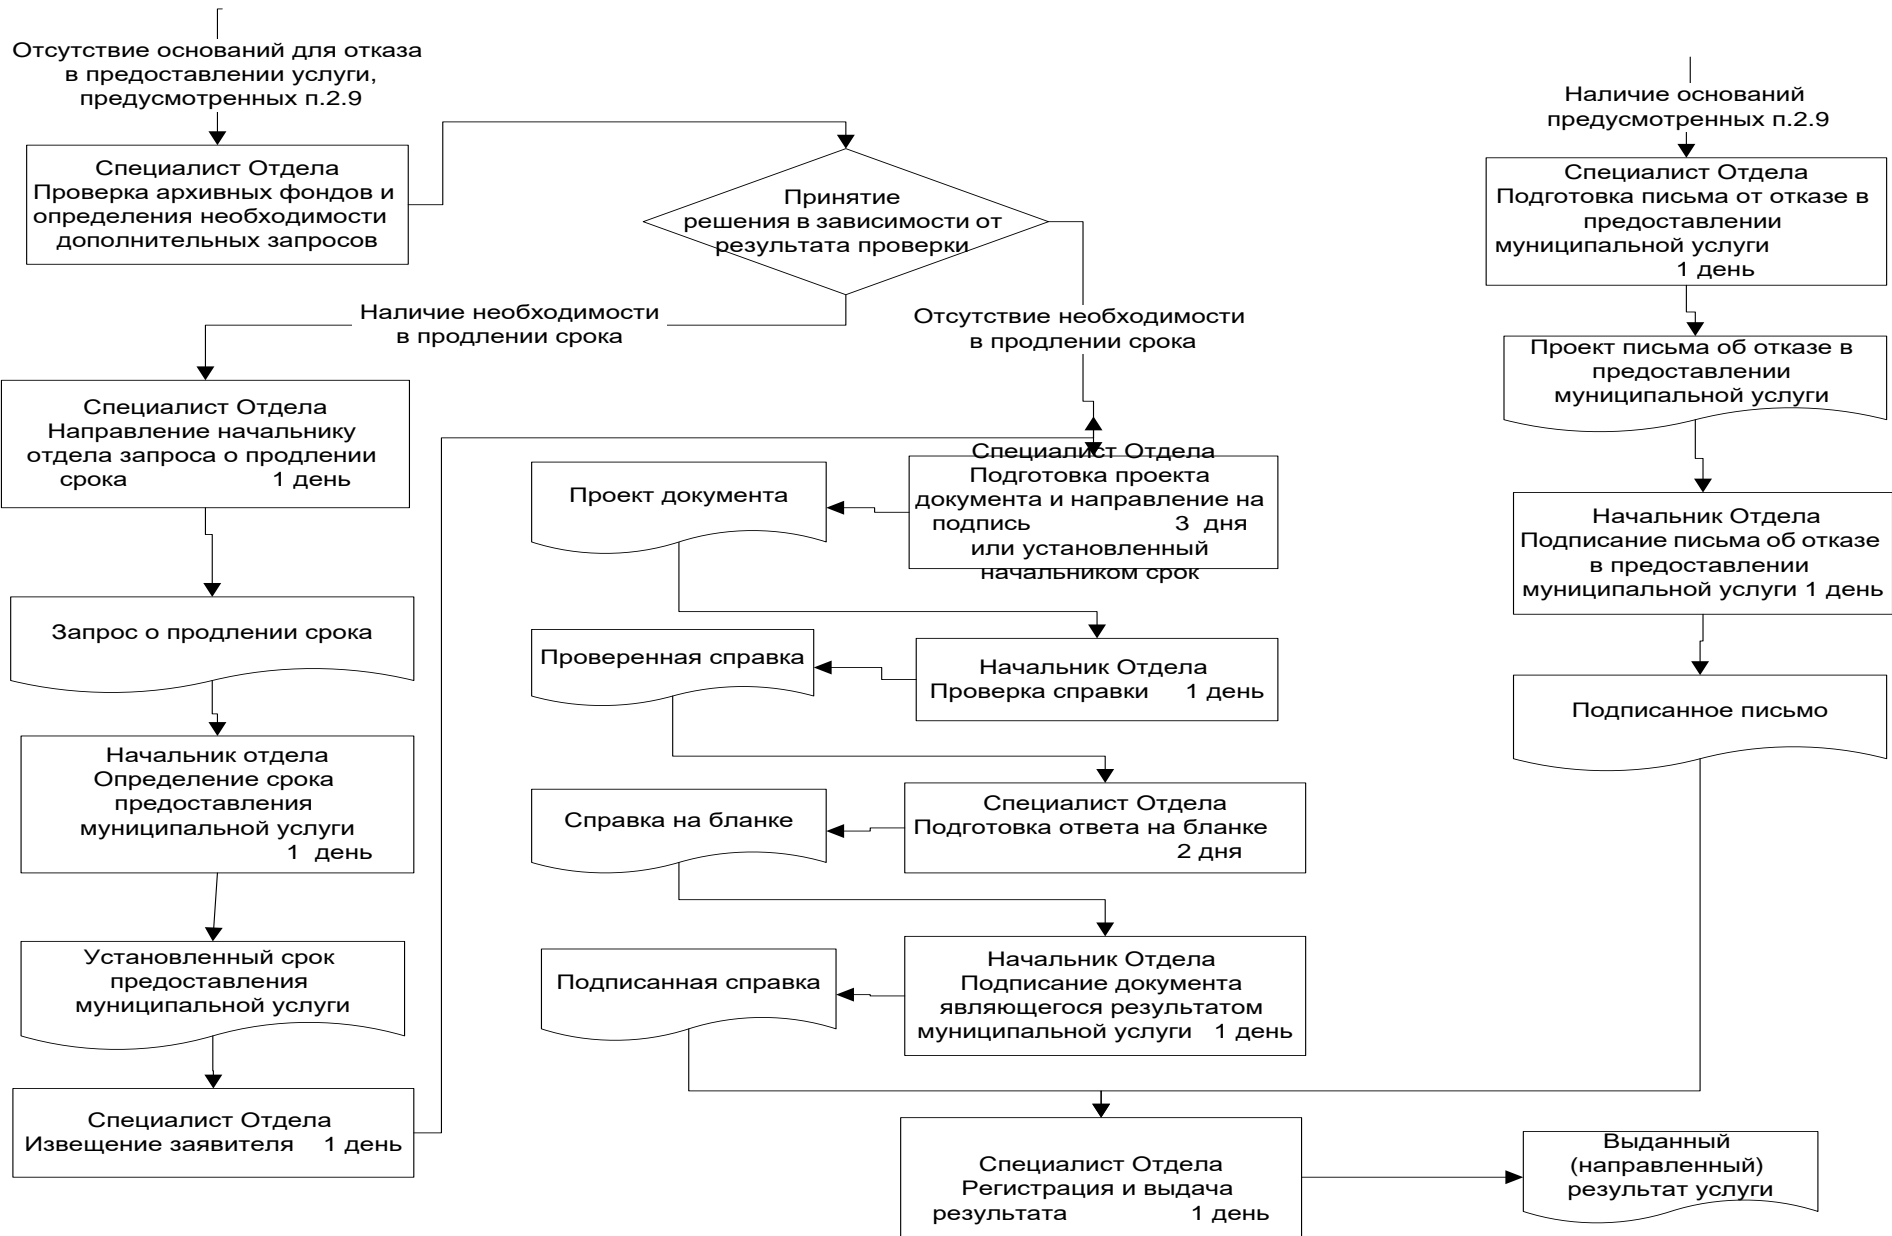 Отсутствие оснований для отказа
в предоставлении услуги,
предусмотренных п.2.9
Специалист Отдела
Проверка архивных фондов и
определения необходимости
дополнительных запросов
Принятие
решения в зависимости от
результата проверки
Наличие необходимости
в продлении срока
Отсутствие необходимости
в продлении срока
Специалист Отдела
Направление начальнику
отдела запроса о продлении
срока 1 день
Запрос о продлении срока
Начальник отдела
Определение срока
предоставления
муниципальной услуги
1 день
Установленный срок
предоставления
муниципальной услуги
Специалист Отдела
Извещение заявителя 1 день
Специалист Отдела
Подготовка проекта
документа и направление на
подпись 3 дня
или установленный
начальником срок
Проект документа
Начальник Отдела
Проверка справки 1 день
Проверенная справка
Специалист Отдела
Подготовка ответа на бланке
2 дня
Справка на бланке
Начальник Отдела
Подписание документа
являющегося результатом
муниципальной услуги 1 день
Подписанная справка
Наличие оснований
предусмотренных п.2.9
Специалист Отдела
Подготовка письма от отказе в
предоставлении
муниципальной услуги
1 день
Проект письма об отказе в
предоставлении
муниципальной услуги
Начальник Отдела
Подписание письма об отказе
в предоставлении
муниципальной услуги 1 день
Подписанное письмо
Специалист Отдела
Регистрация и выдача
результата 1 день
Выданный
(направленный)
результат услуги